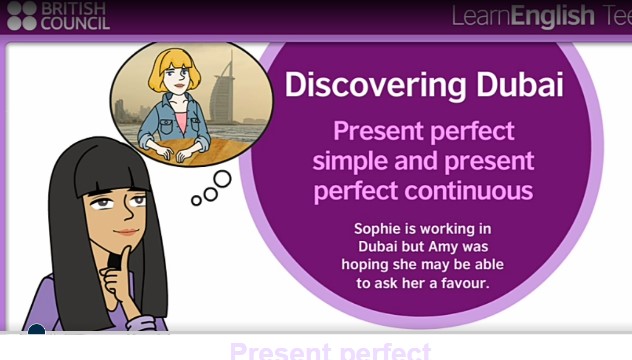 BRITISH
COUNCIL
LearnEnglish Tee
Discovering Dubai
Present perfect
simple and present
perfect continuous
Sophie is working in
Dubai but Amy was
hoping she may be able
to ask her a favour.
Present perfect